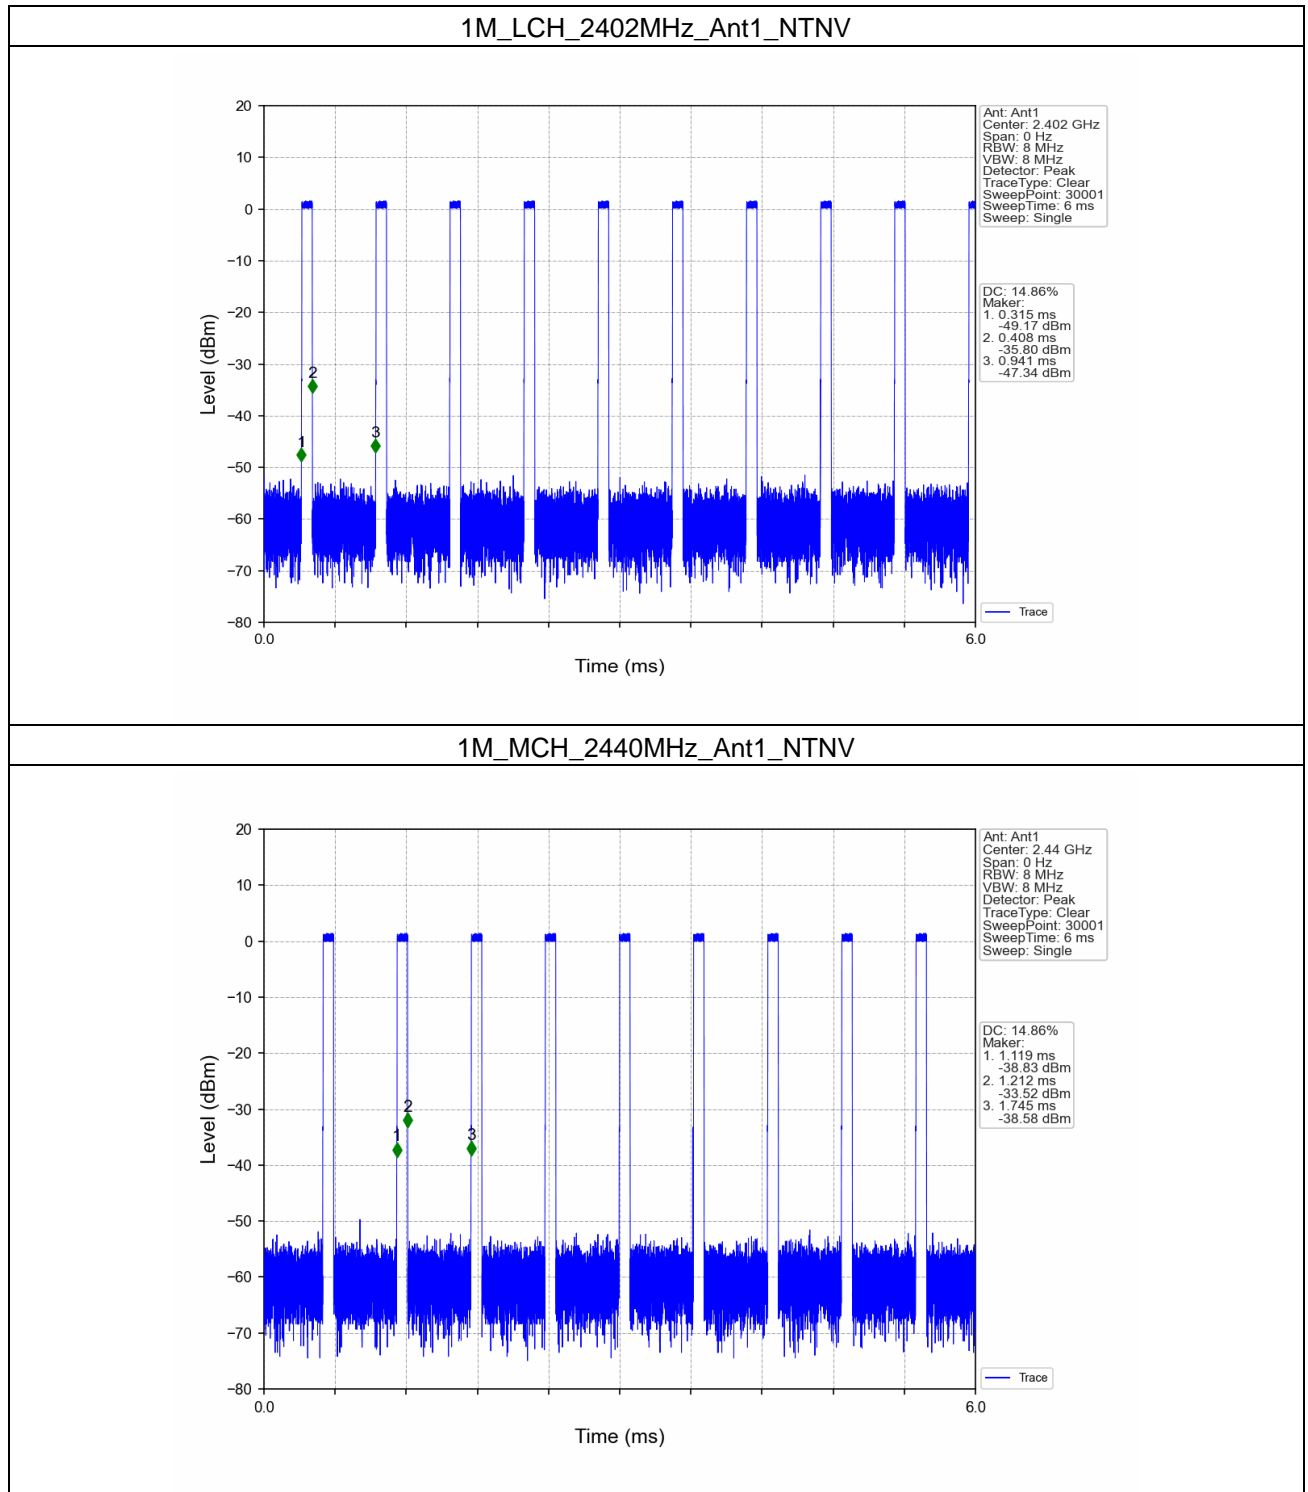 1M_LCH_2402MHz_Ant1_NTNV
20
10
0
−10
−20
−30
−40
−50
−60
−70
−80
Level (dBm)
0.0
6.0
Time (ms)
1
2
3
Ant: Ant1
Center: 2.402 GHz
Span: 0 Hz
RBW: 8 MHz
VBW: 8 MHz
Detector: Peak
TraceType: Clear
SweepPoint: 30001
SweepTime: 6 ms
Sweep: Single
DC: 14.86%
Maker:
1. 0.315 ms
-49.17 dBm
2. 0.408 ms
-35.80 dBm
3. 0.941 ms
-47.34 dBm
Trace
1M_MCH_2440MHz_Ant1_NTNV
20
10
0
−10
−20
−30
−40
−50
−60
−70
−80
Level (dBm)
0.0
6.0
Time (ms)
1
2
3
Ant: Ant1
Center: 2.44 GHz
Span: 0 Hz
RBW: 8 MHz
VBW: 8 MHz
Detector: Peak
TraceType: Clear
SweepPoint: 30001
SweepTime: 6 ms
Sweep: Single
DC: 14.86%
Maker:
1. 1.119 ms
-38.83 dBm
2. 1.212 ms
-33.52 dBm
3. 1.745 ms
-38.58 dBm
Trace